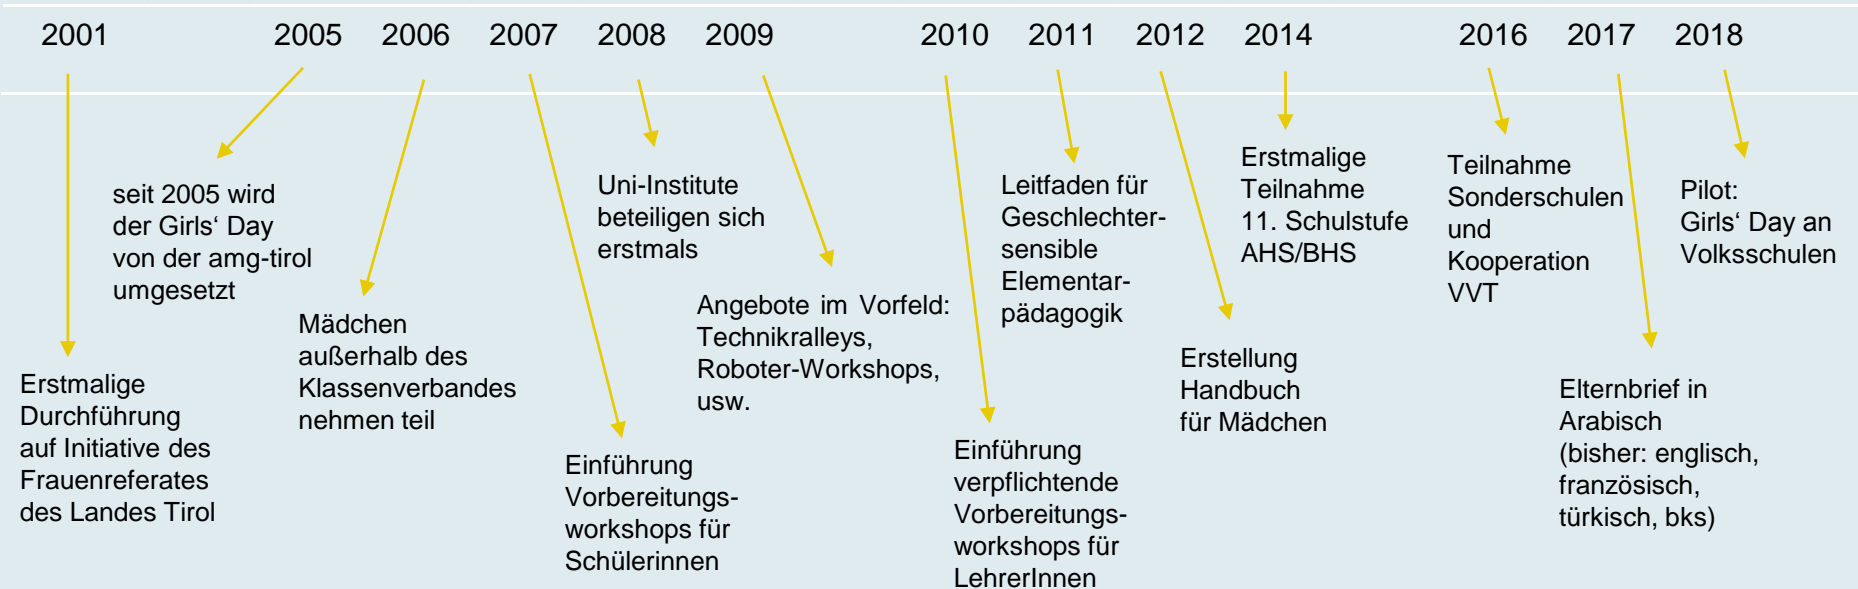 2001 2005 2006 2007 2008 2009 2010 2011 2012 2014 2016 2017 2018
Erstmalige
Durchführung
auf Initiative des
Frauenreferates
des Landes Tirol
seit 2005 wird
der Girls‘ Day
von der amg-tirol
umgesetzt
Mädchen
außerhalb des
Klassenverbandes
nehmen teil
Einführung
Vorbereitungs-
workshops für
Schülerinnen
Uni-Institute
beteiligen sich
erstmals
Angebote im Vorfeld:
Technikralleys,
Roboter-Workshops,
usw.
Einführung
verpflichtende
Vorbereitungs-
workshops für
LehrerInnen
Leitfaden für
Geschlechter-
sensible
Elementar-
pädagogik
Erstellung
Handbuch
für Mädchen
Erstmalige
Teilnahme
11. Schulstufe
AHS/BHS
Teilnahme
Sonderschulen
und
Kooperation
VVT
Elternbrief in
Arabisch
(bisher: englisch,
französisch,
türkisch, bks)
Pilot:
Girls‘ Day an
Volksschulen